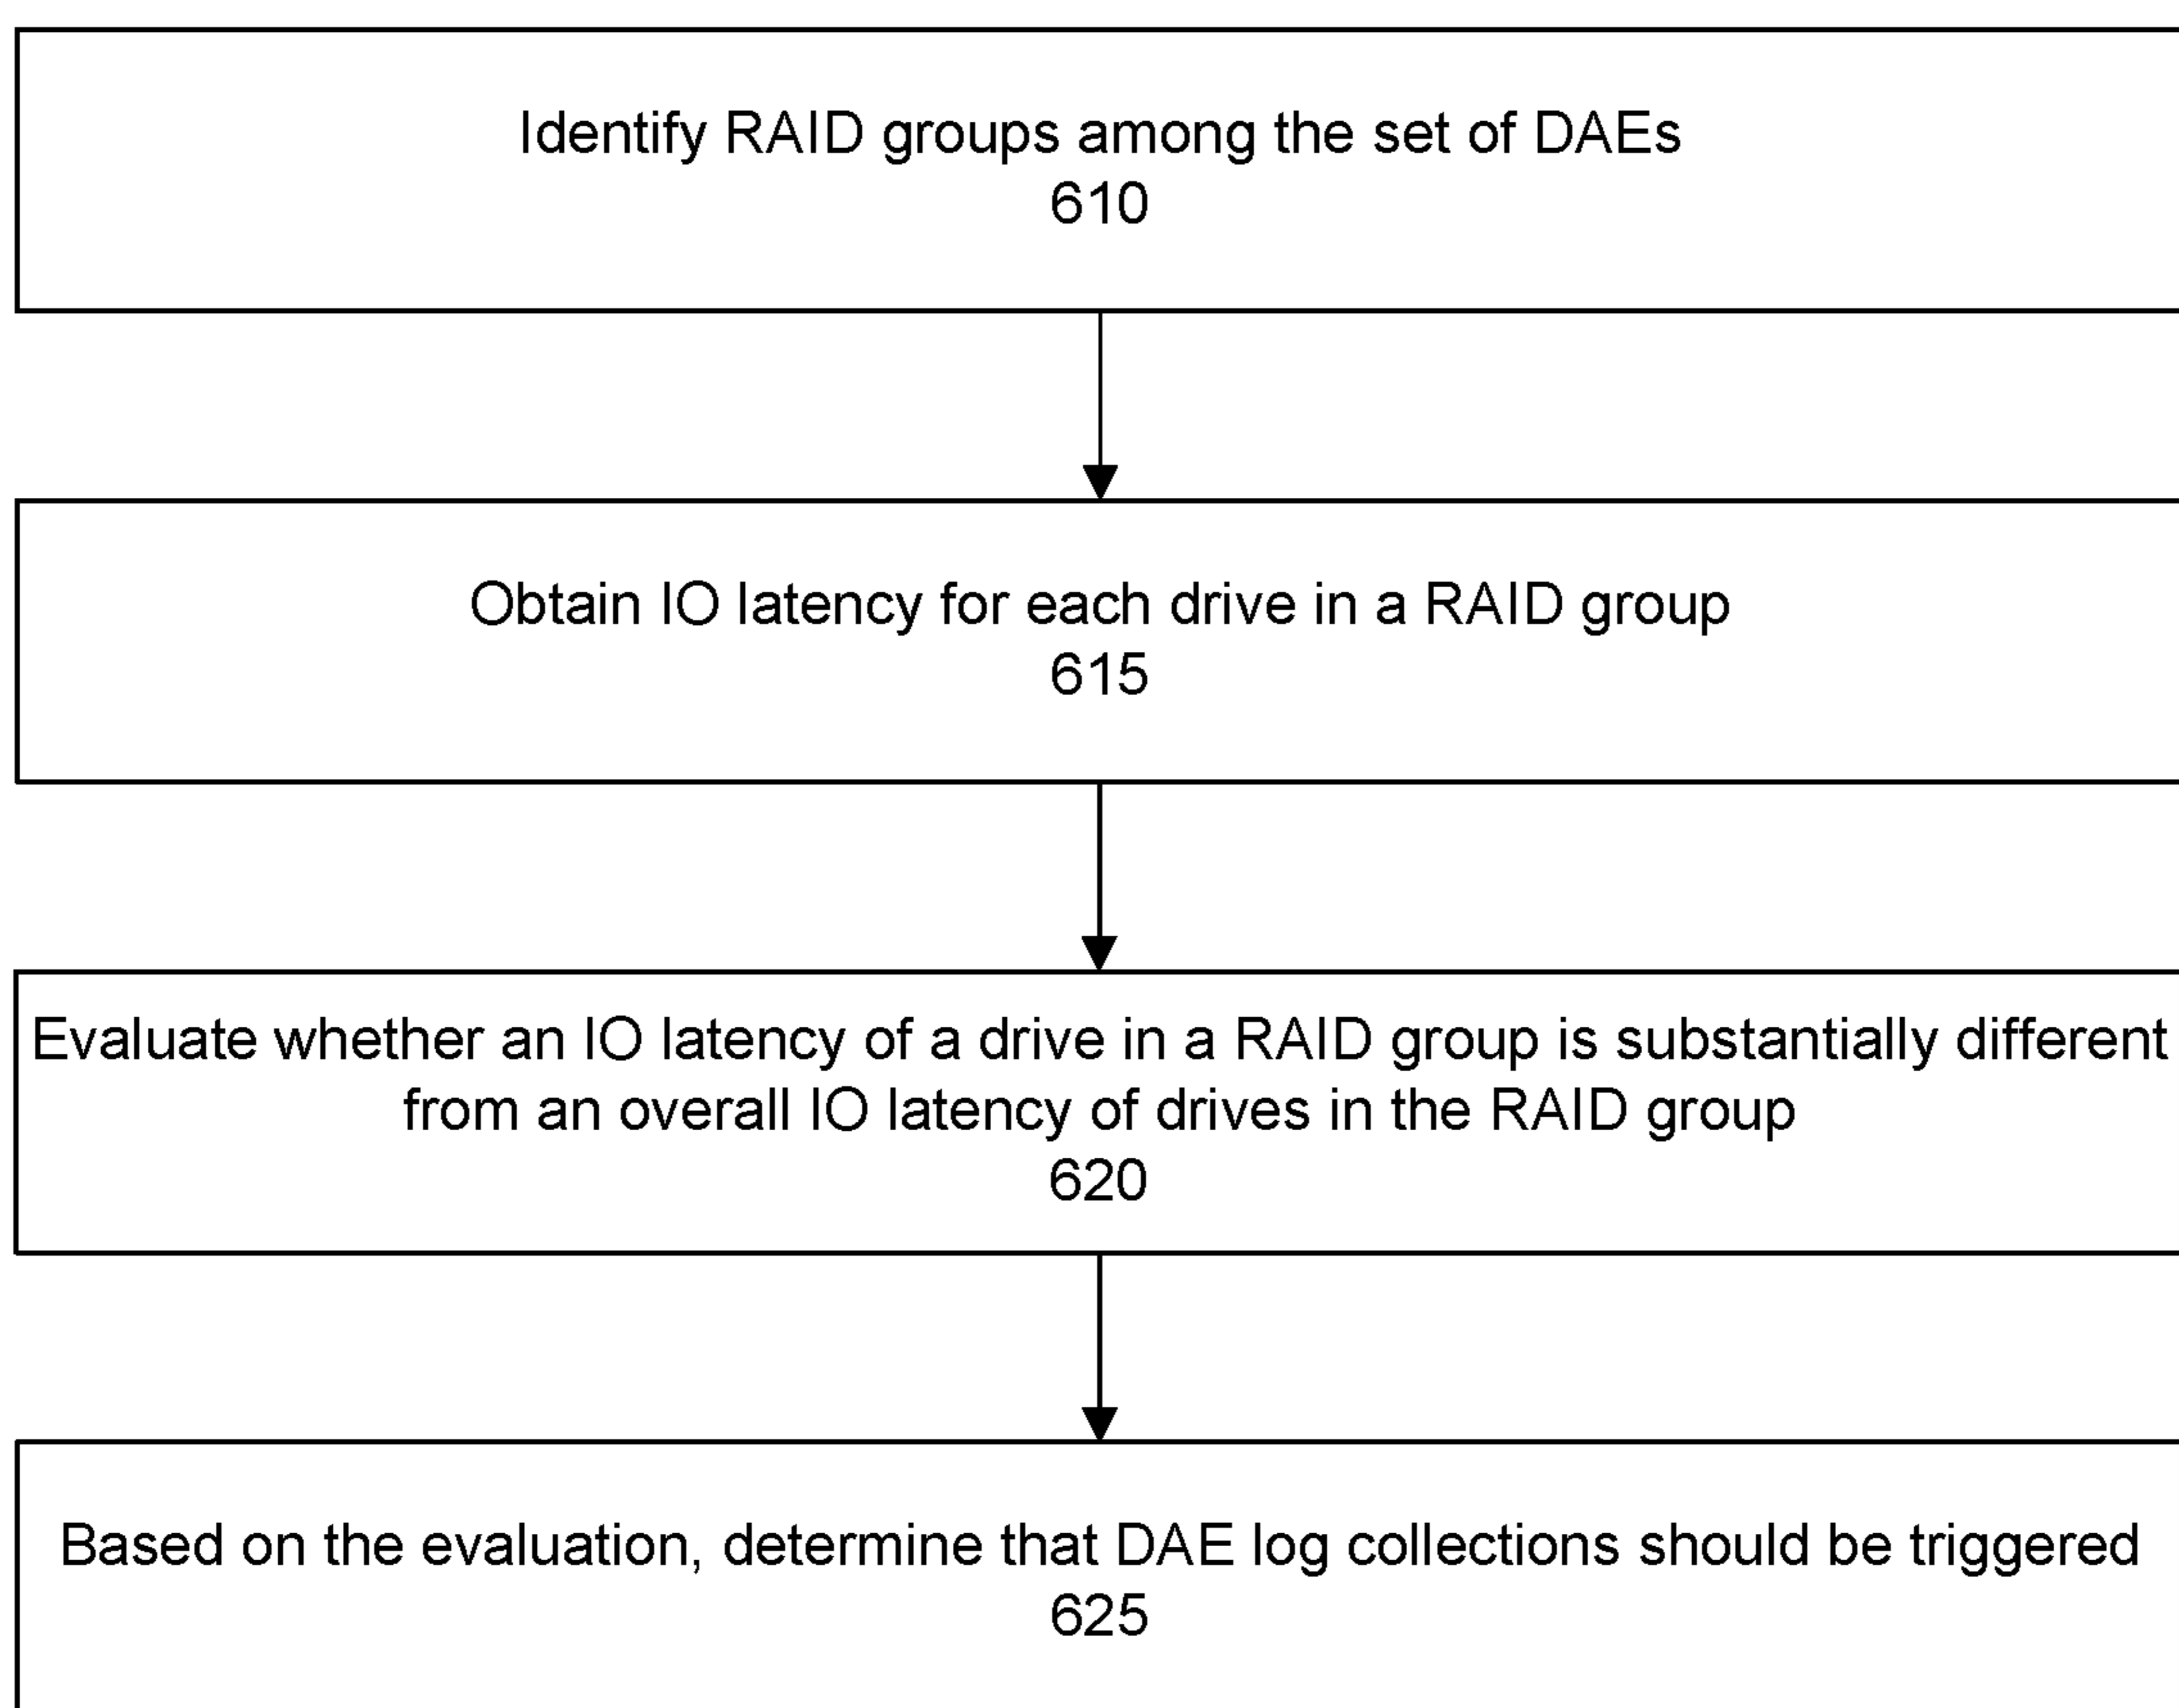 Identify RAID groups among the set of DAEs
610
Obtain IO latency for each drive in a RAID group
615
Evaluate whether an IO latency of a drive in a RAID group is substantially different
from an overall IO latency of drives in the RAID group
620
Based on the evaluation, determine that DAE log collections should be triggered
625